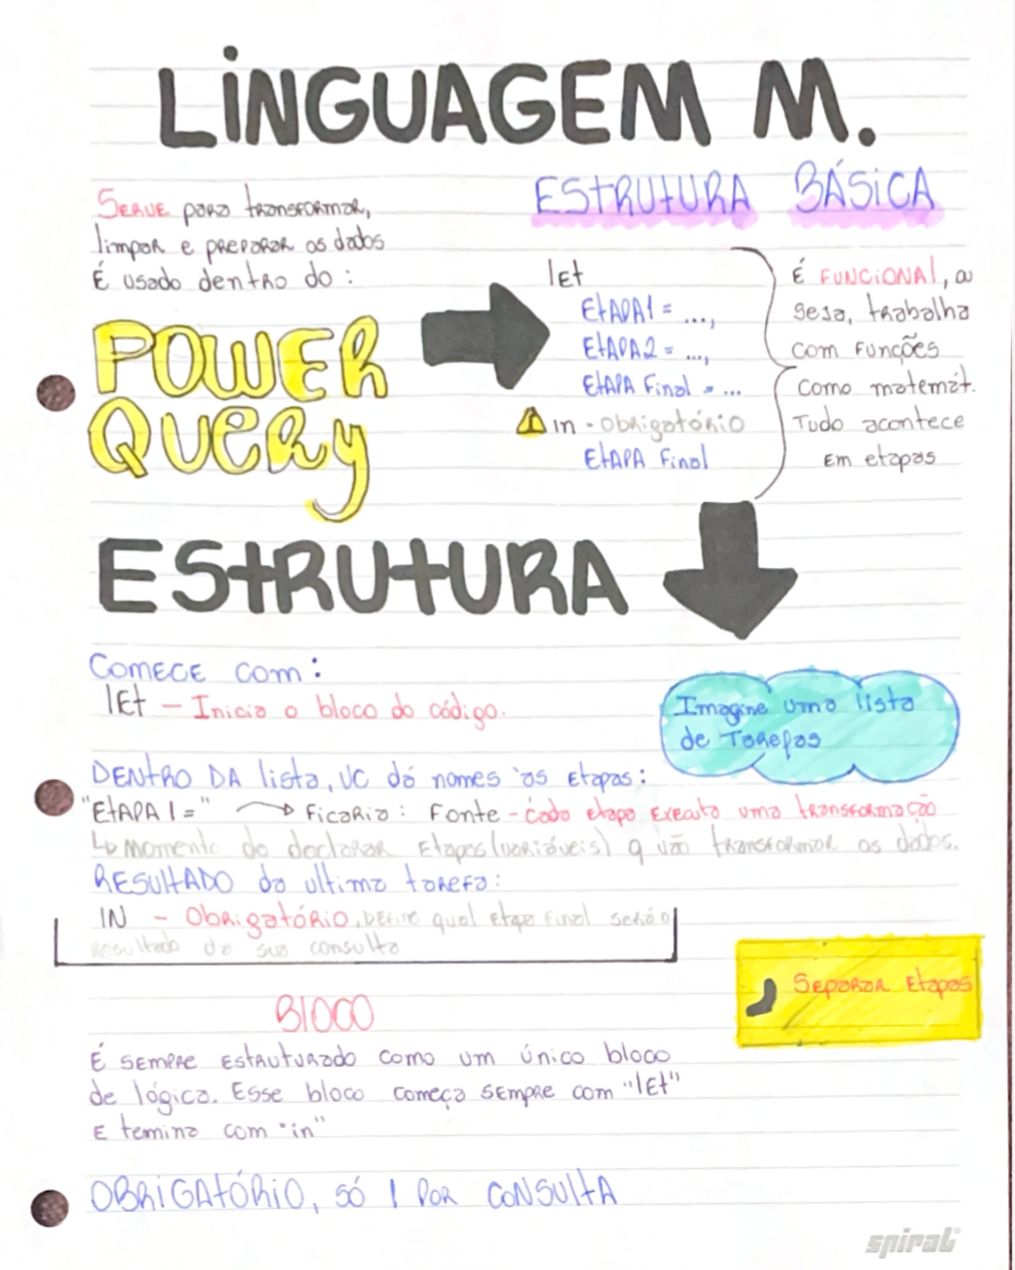 LINGUAGEM M.
SERVE para transformar,
limpar e preparar os dados
É usado dentro do:
POWER
QUERY
ESTRUTURA BÁSICA
let
ETAPA1 = ...,
ETAPA2 = ...,
ETAPA Final = ...
in - obrigatório
ETAPA Final
É FUNCIONAL, ou
seja, trabalha
com funções
como matemát.
Tudo acontece
Em etapas
ESTRUTURA
COMECE com:
let - Inicia o bloco do código.
Imagine uma lista
de Tarefas
DENTRO DA lista, vc dá nomes às etapas:
"ETAPA 1 = " Ficaria: Fonte - cada etapa executa uma transformação
Momento de declarar etapas (variáveis) q vão transformar os dados.
RESULTADO da ultima tarefa:
IN - Obrigatório, DEFINE qual etapa final será o
resultado da sua consulta
, Separar Etapas
BLOCO
É sempre estruturado como um único bloco
de lógica. Esse bloco começa sempre com "let"
E temina com "in"
OBRIGATÓRIO, SÓ 1 POR CONSULTA
spiral